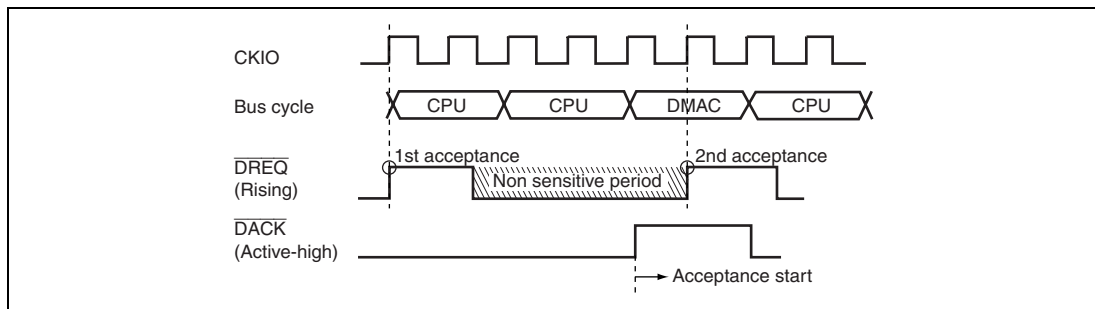 CKIO
Bus cycle
CPU
CPU
DMAC
CPU
DREQ
(Rising)
1st acceptance
Non sensitive period
2nd acceptance
DACK
(Active-high)
Acceptance start